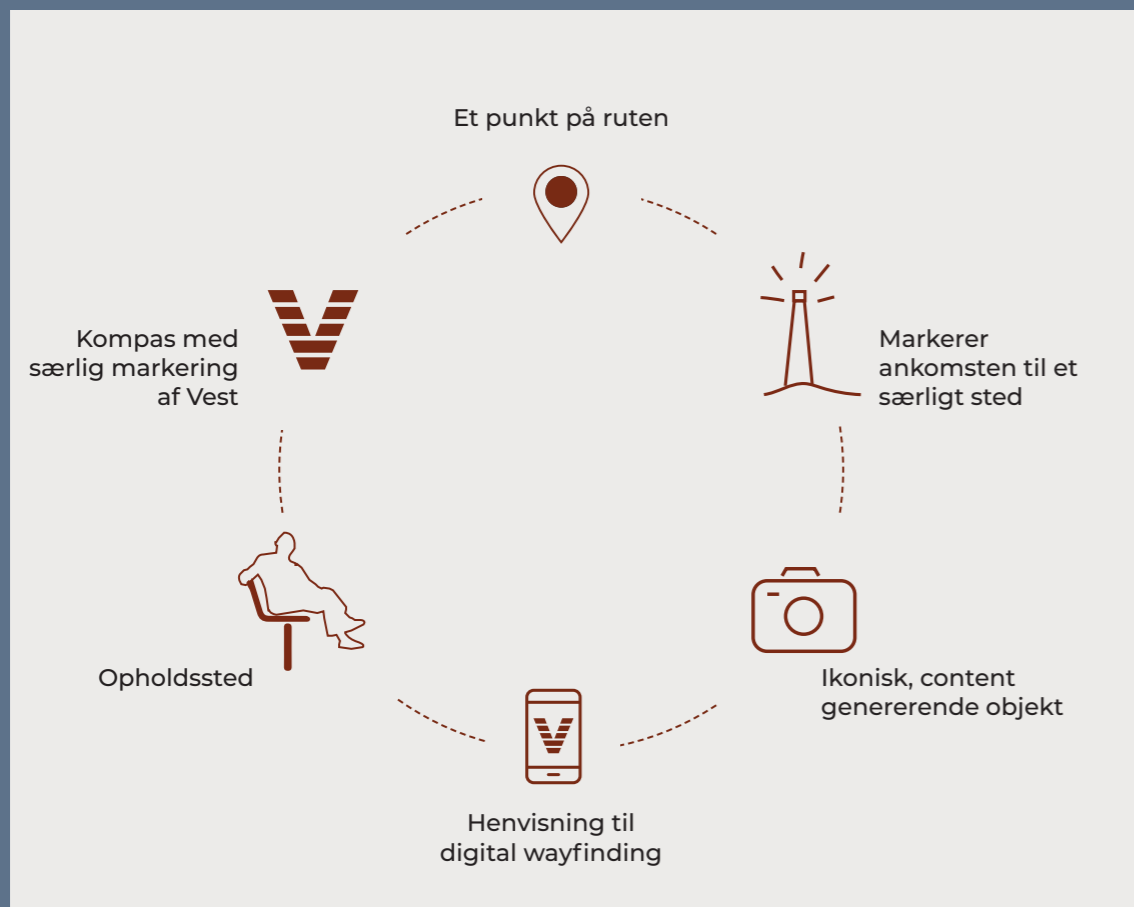 Et punkt på ruten
Kompas med
særlig markering
af Vest
Markerer
ankomsten til et
særligt sted
Opholdssted
Ikonisk, content
genererende objekt
Henvisning til
digital wayfinding
V
V